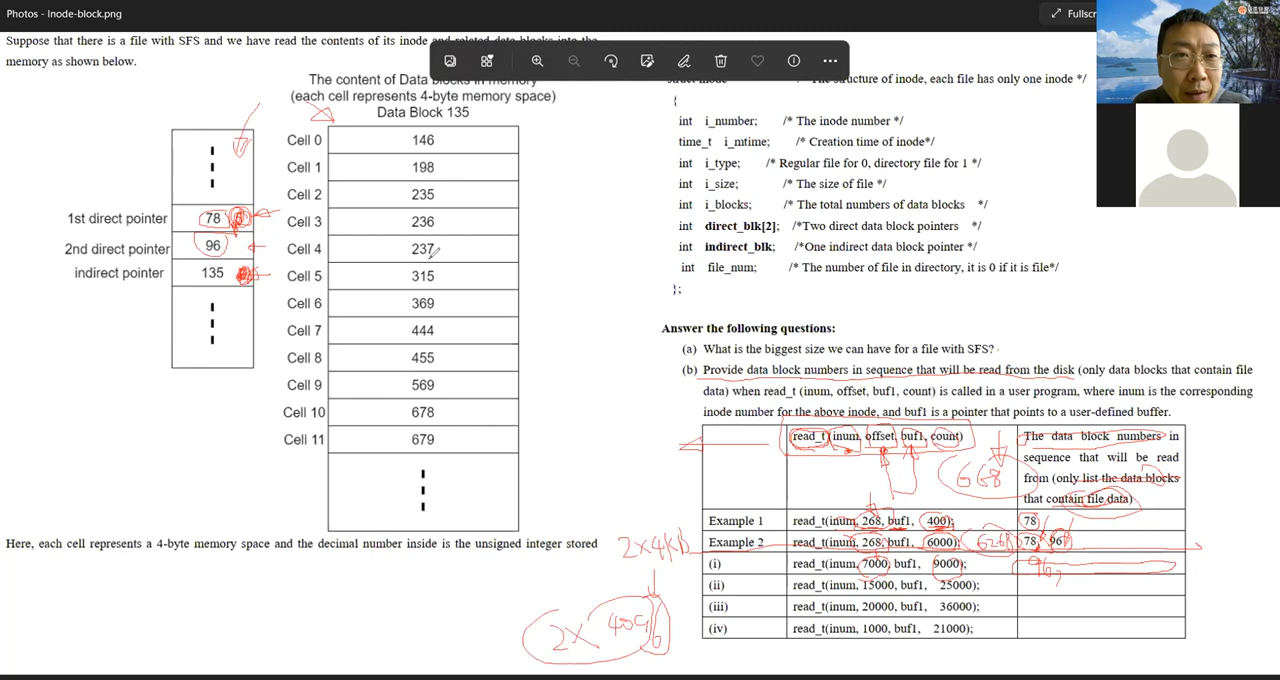 Photos - Inode-block.png
Fullscr
Suppose that there is a file with SFS and we have read the contents of its inode and related data blocks into the
memory as shown below.
The content of Data blocks in memory
(each cell represents 4-byte memory space)
Data Block 135
1st direct pointer 78
2nd direct pointer 96
indirect pointer 135
Cell 0 146
Cell 1 198
Cell 2 235
Cell 3 236
Cell 4 237
Cell 5 315
Cell 6 369
Cell 7 444
Cell 8 455
Cell 9 569
Cell 10 678
Cell 11 679
Here, each cell represents a 4-byte memory space and the decimal number inside is the unsigned integer stored
struct inode /* The structure of inode, each file has only one inode */
{
int i_number; /* The inode number */
time_t i_mtime; /* Creation time of inode*/
int i_type; /* Regular file for 0, directory file for 1 */
int i_size; /* The size of file */
int i_blocks; /* The total numbers of data blocks */
int direct_blk[2]; /*Two direct data block pointers */
int indirect_blk; /*One indirect data block pointer */
int file_num; /* The number of file in directory, it is 0 if it is file*/
};
Answer the following questions:
(a) What is the biggest size we can have for a file with SFS?
(b) Provide data block numbers in sequence that will be read from the disk (only data blocks that contain file
data) when read_t (inum, offset, buf1, count) is called in a user program, where inum is the corresponding
inode number for the above inode, and buf1 is a pointer that points to a user-defined buffer.
read_t(inum, offset, buf1, count)
The data block numbers in
sequence that will be read
from (only list the data blocks
that contain file data)
668
Example 1 read_t(inum, 268, buf1, 400); 78
Example 2 read_t(inum, 268, buf1, 6000); 6268 78, 96
(i) read_t(inum, 7000, buf1, 9000); 96,
(ii) read_t(inum, 15000, buf1, 25000);
(iii) read_t(inum, 20000, buf1, 36000);
(iv) read_t(inum, 1000, buf1, 21000);
2x4KB
2x 4096